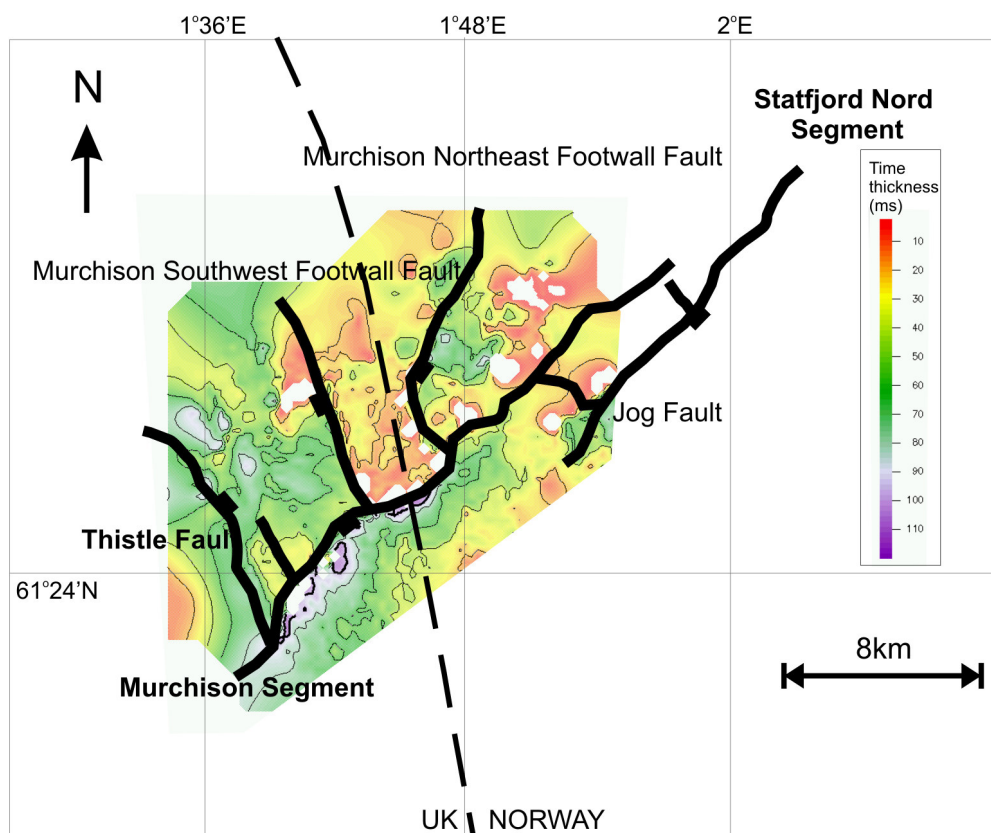 1°36'E
1°48'E
2°E
N
Statfjord Nord
Segment
Murchison Northeast Footwall Fault
Time
thickness
(ms)
10
20
30
40
50
60
70
80
90
100
110
Murchison Southwest Footwall Fault
Jog Fault
Thistle Faul
61°24'N
8km
Murchison Segment
UK
NORWAY